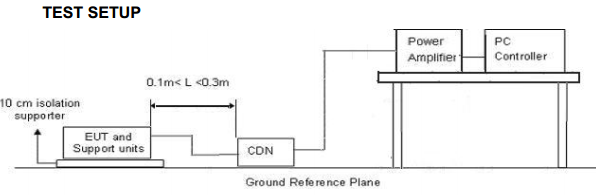 TEST SETUP
Power
Amplifier
PC
Controller
0.1m< L <0.3m
10 cm isolation
supporter
EUT and
Support units
CDN
Ground Reference Plane